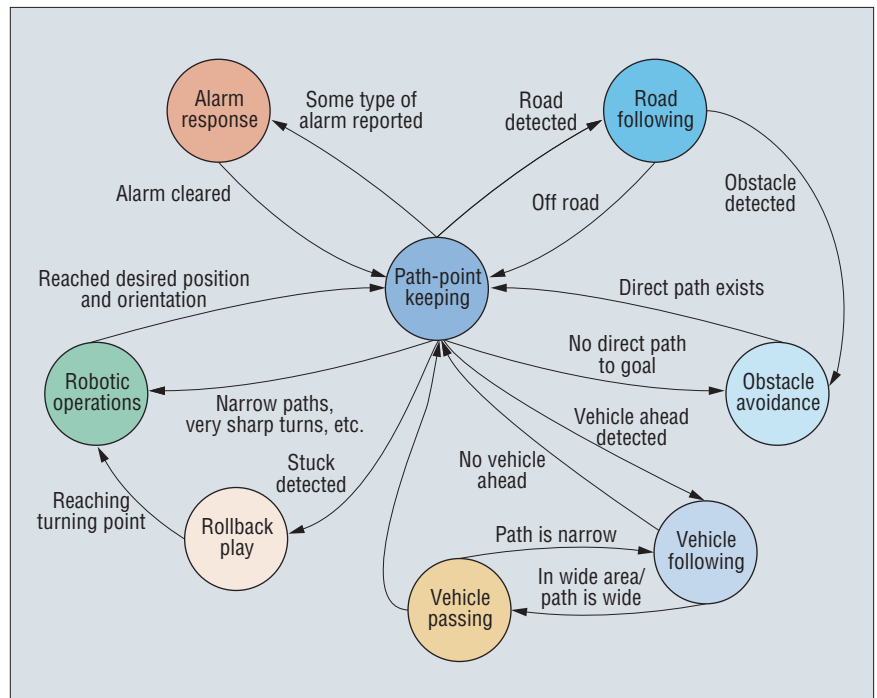 Alarm
response
Some type of
alarm reported
Road
detected
Road
following
Alarm cleared
Off road
Obstacle
detected
Reached desired position
and orientation
Path-point
keeping
Direct path exists
No direct path
to goal
Robotic
operations
Obstacle
avoidance
Narrow paths,
very sharp turns, etc.
Vehicle ahead
detected
Stuck
detected
No vehicle
ahead
Reaching
turning point
Rollback
play
Path is narrow
Vehicle
following
In wide area/
path is wide
Vehicle
passing